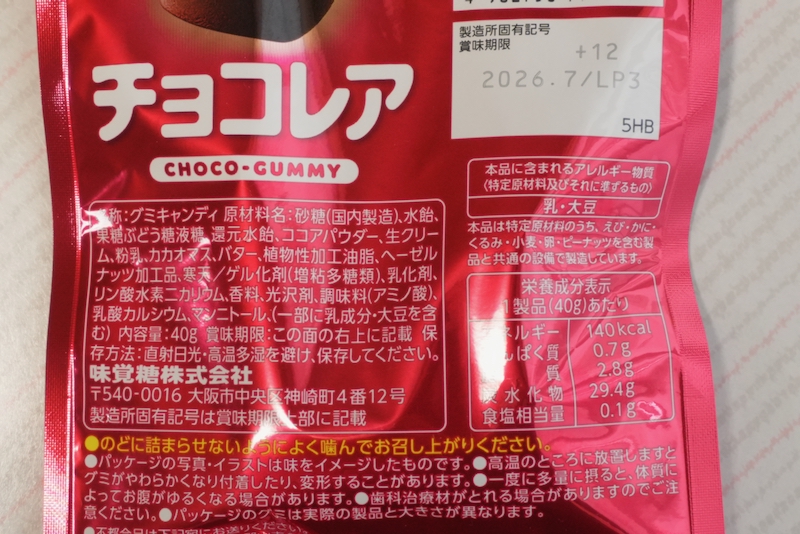 製造所固有記号
賞味期限
+12
2026.7/LP3
5HB
チョコレア
CHOCO-GUMMY
本品に含まれるアレルギー物質
(特定原材料及びそれに準ずるもの)
乳・大豆
本品は特定原材料のうち、えび・かに・
くるみ・小麦・卵・ピーナッツを含む製
品と共通の設備で製造しています。
称:グミキャンディ 原材料名:砂糖(国内製造)、水飴、
果糖ぶどう糖液糖、還元水飴、ココアパウダー、生クリー
ム、粉乳、カカオマス、バター、植物性加工油脂、ヘーゼル
ナッツ加工品、寒天/ゲル化剤(増粘多糖類)、乳化剤、
リン酸水素二カリウム、香料、光沢剤、調味料(アミノ酸)、
乳酸カルシウム、マンニトール、(一部に乳成分・大豆を含
む) 内容量:40g 賞味期限:この面の右上に記載 保
存方法:直射日光・高温多湿を避け、保存してください。
味覚糖株式会社
〒540-0016 大阪市中央区神崎町4番12号
製造所固有記号は賞味期限上部に記載
栄養成分表示
1製品(40g)あたり
エネルギー 140kcal
んぱく質 0.7g
質 2.8g
炭水化物 29.4g
食塩相当量 0.1g
●のどに詰まらせないようによく噛んでお召し上がりください。
●パッケージの写真・イラストは味をイメージしたものです。●高温のところに放置しますと
グミがやわらかくなり付着したり、変形することがあります。●一度に多量に摂ると、体質に
よってお腹がゆるくなる場合があります。●歯科治療材がとれる場合がありますのでご注
意ください。●パッケージのグミは実際の製品と大きさが異なります。